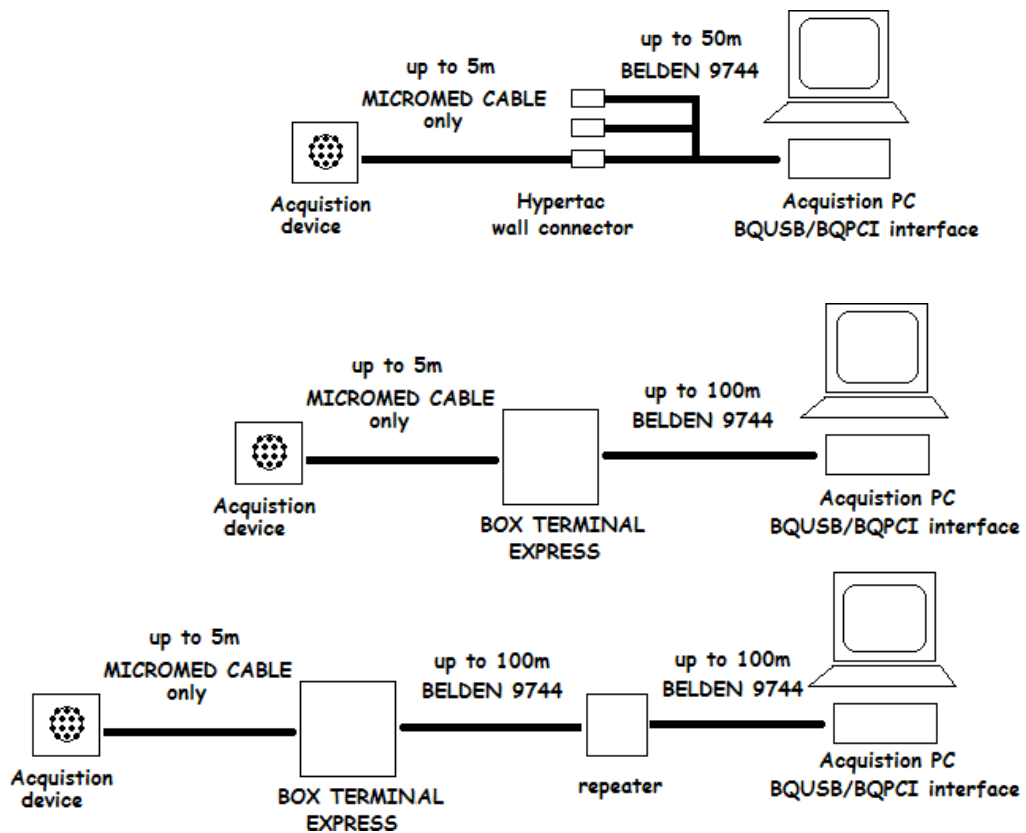 up to 50m
BELDEN 9744
up to 5m
MICROMED CABLE
only
Acquistion
device
Hypertac
wall connector
Acquistion PC
BQUSB/BQPCI interface
up to 5m
MICROMED CABLE
only
up to 100m
BELDEN 9744
Acquistion
device
BOX TERMINAL
EXPRESS
Acquistion PC
BQUSB/BQPCI interface
up to 5m
MICROMED CABLE
only
up to 100m
BELDEN 9744
up to 100m
BELDEN 9744
Acquistion
device
BOX TERMINAL
EXPRESS
repeater
Acquistion PC
BQUSB/BQPCI interface